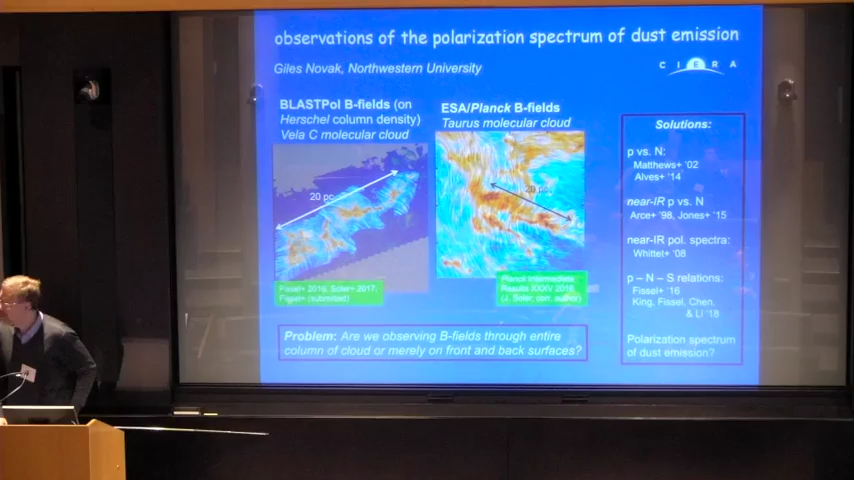 observations of the polarization spectrum of dust emission
Giles Novak, Northwestern University
C I E R A
BLASTPol B-fields (on
Herschel column density)
Vela C molecular cloud
20 pc
Fissel+ 2016, Soler+ 2017,
Fissel+ (submitted)
ESA/Planck B-fields
Taurus molecular cloud
20 pc
Planck Intermediate
Results XXXV 2016
(J. Soler, corr. author)
Problem: Are we observing B-fields through entire
column of cloud or merely on front and back surfaces?
Solutions:
p vs. N:
Matthews+ '02
Alves+ '14
near-IR p vs. N
Arce+ '98, Jones+ '15
near-IR pol. spectra:
Whittet+ '08
p – N – S relations:
Fissel+ '16
King, Fissel, Chen,
& Li '18
Polarization spectrum
of dust emission?